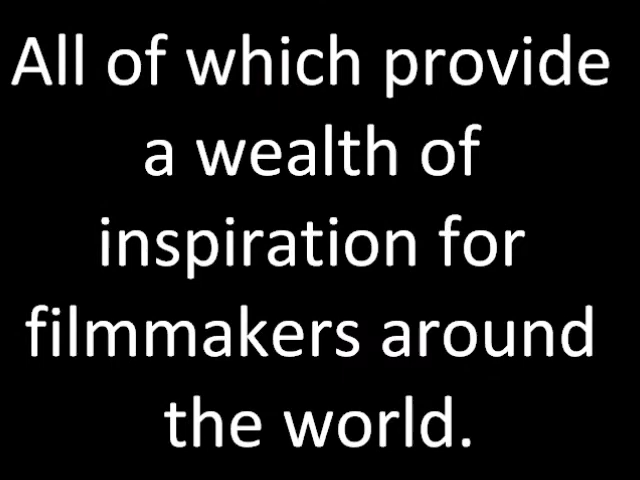 All of which provide
a wealth of
inspiration for
filmmakers around
the world.